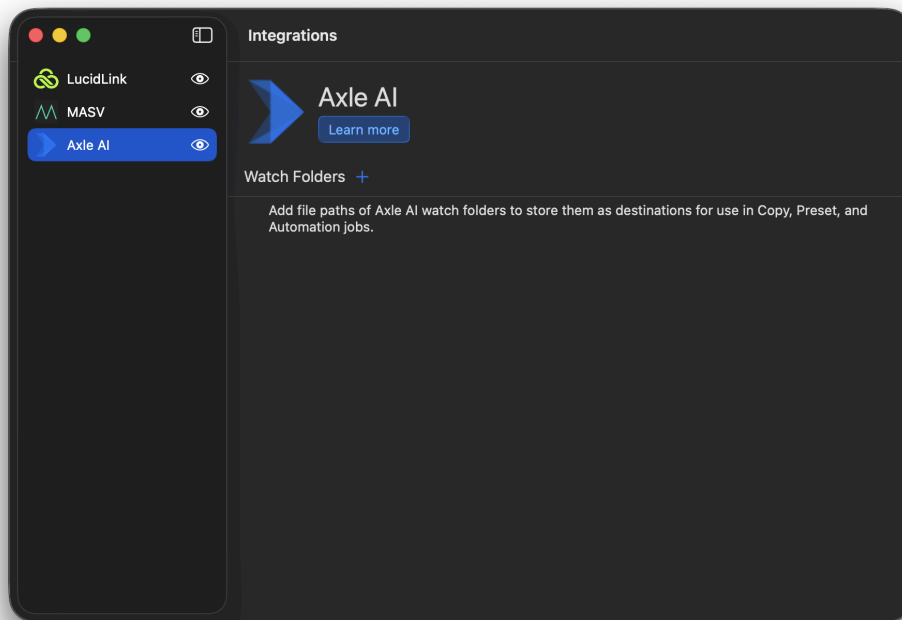 Integrations
LucidLink
MASV
Axle AI
Axle AI
Learn more
Watch Folders +
Add file paths of Axle AI watch folders to store them as destinations for use in Copy, Preset, and
Automation jobs.